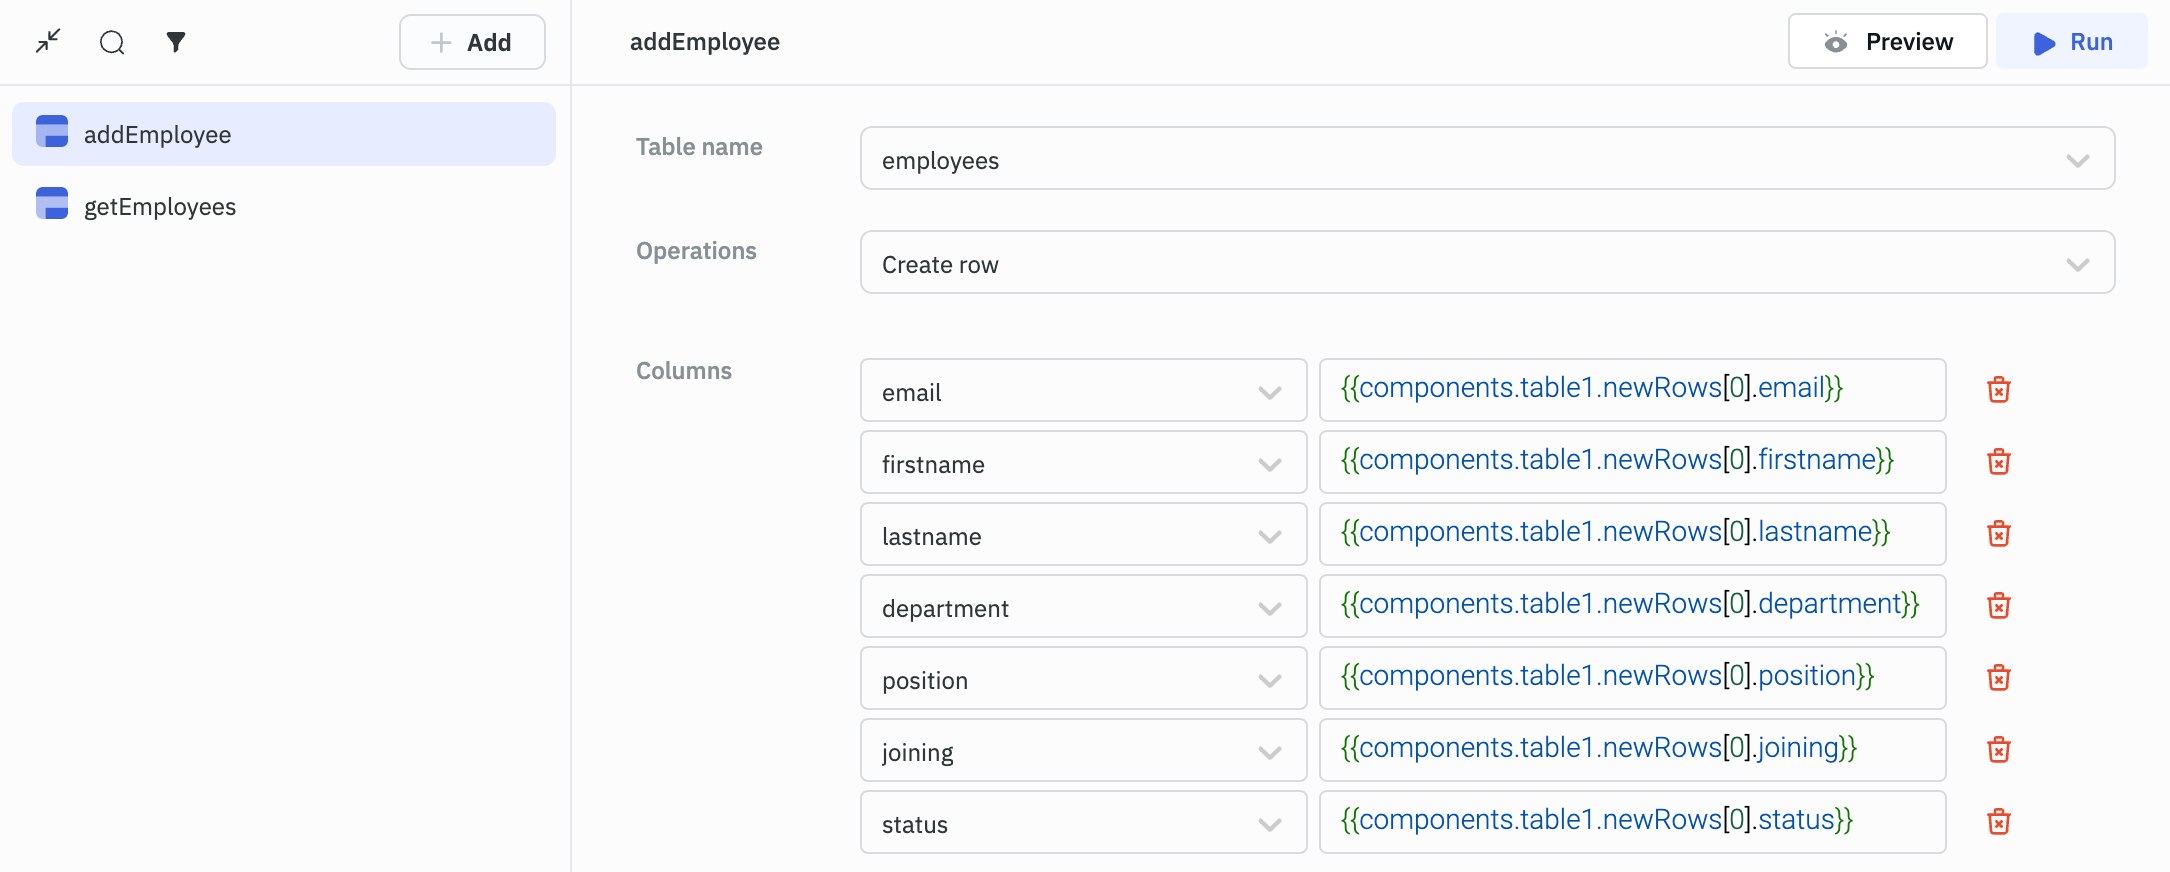 Add
addEmployee
Preview
Run
addEmployee
getEmployees
Table name
employees
Operations
Create row
Columns
email
{{components.table1.newRows[0].email}}
firstname
{{components.table1.newRows[0].firstname}}
lastname
{{components.table1.newRows[0].lastname}}
department
{{components.table1.newRows[0].department}}
position
{{components.table1.newRows[0].position}}
joining
{{components.table1.newRows[0].joining}}
status
{{components.table1.newRows[0].status}}